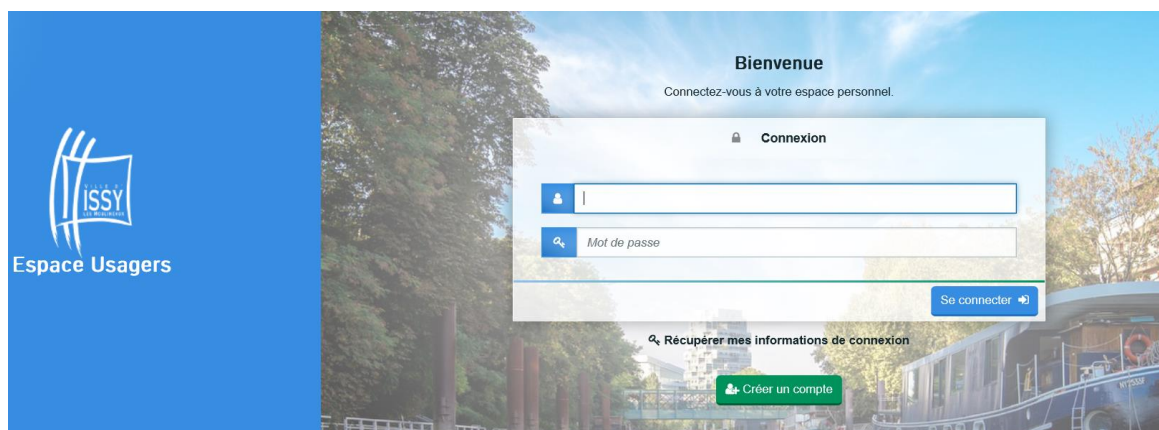 VILLE D'
ISSY
LES MOULINEAUX
Espace Usagers
Bienvenue
Connectez-vous à votre espace personnel.
Connexion
Mot de passe
Se connecter
Récupérer mes informations de connexion
Créer un compte